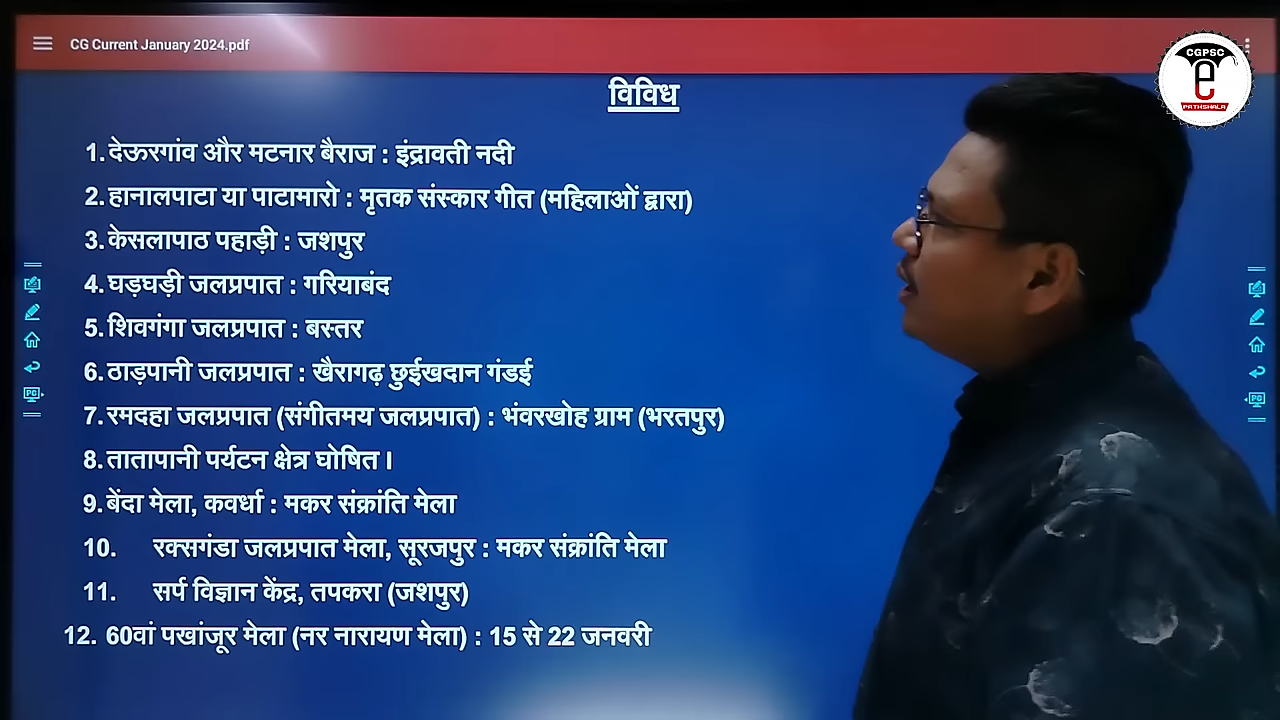 CG Current January 2024.pdf
CGPSC
e
PATHSHALA
विविध
1. देऊरगांव और मटनार बैराज : इंद्रावती नदी
2. हानालपाटा या पाटामारो : मृतक संस्कार गीत (महिलाओं द्वारा)
3. केसलापाठ पहाड़ी : जशपुर
4. घड़घड़ी जलप्रपात : गरियाबंद
5. शिवगंगा जलप्रपात : बस्तर
6. ठाड़पानी जलप्रपात : खैरागढ़ छुईखदान गंडई
7. रमदहा जलप्रपात (संगीतमय जलप्रपात) : भंवरखोह ग्राम (भरतपुर)
8. तातापानी पर्यटन क्षेत्र घोषित ।
9. बेंदा मेला, कवर्धा : मकर संक्रांति मेला
10. रक्सगंडा जलप्रपात मेला, सूरजपुर : मकर संक्रांति मेला
11. सर्प विज्ञान केंद्र, तपकरा (जशपुर)
12. 60वां पखांजूर मेला (नर नारायण मेला) : 15 से 22 जनवरी
PC
PC